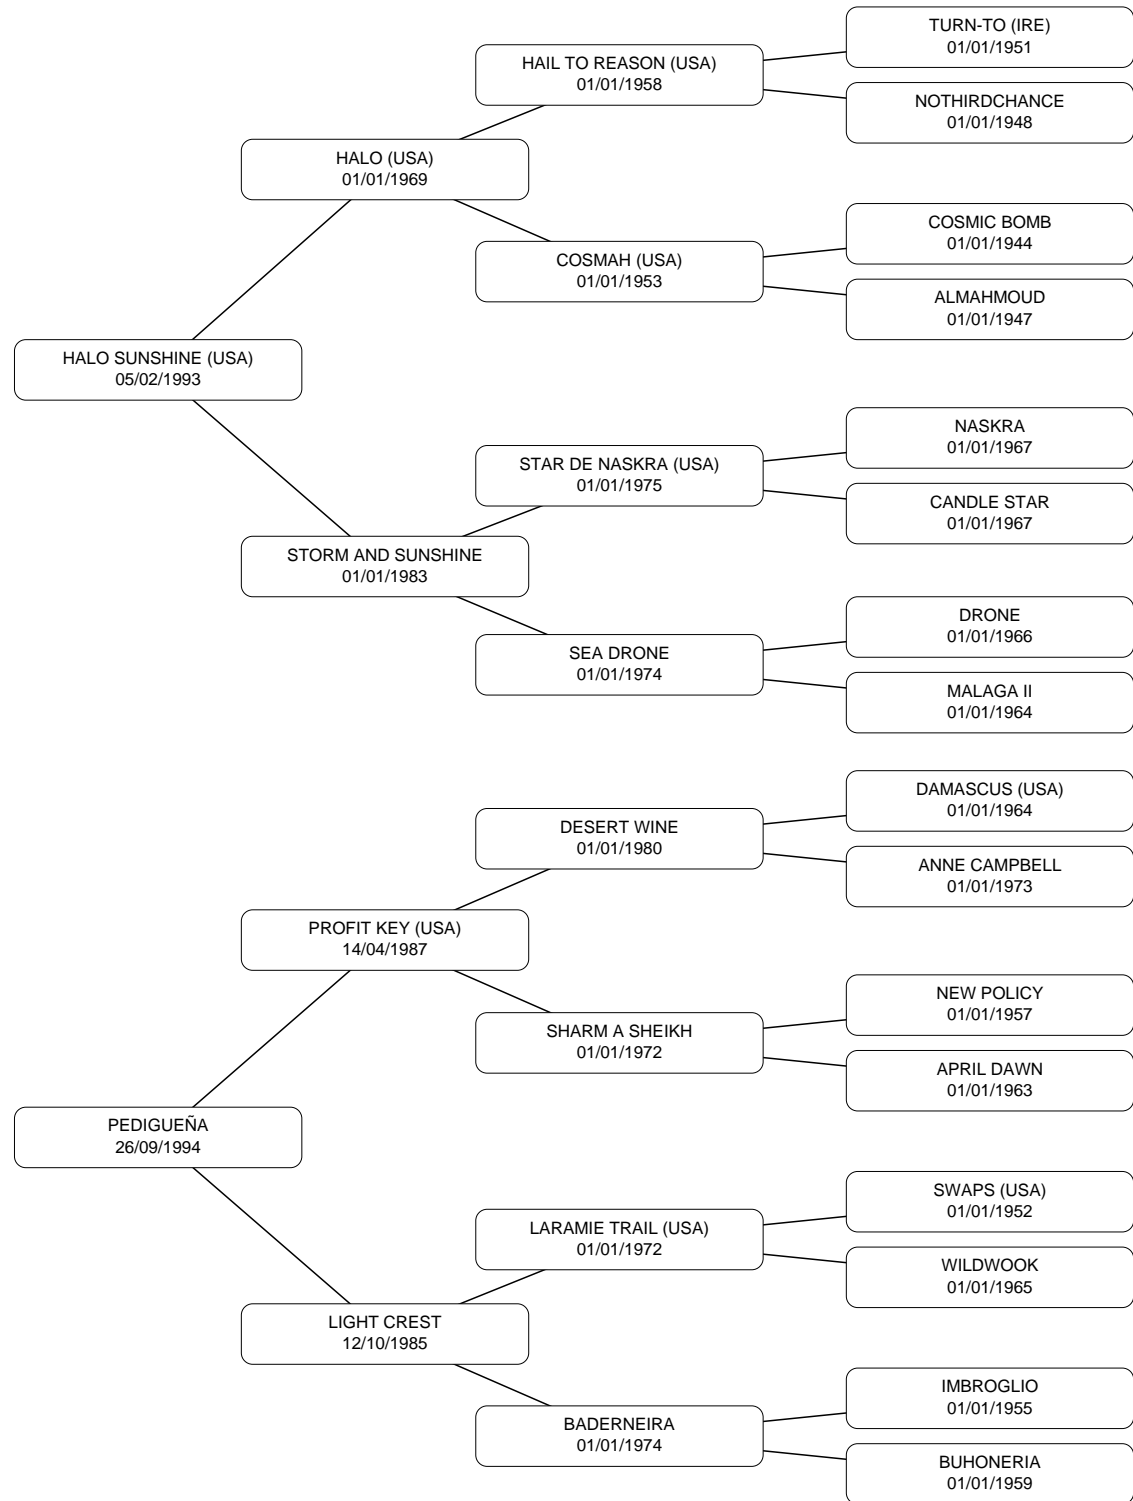 TURN-TO (IRE)
01/01/1951
HAIL TO REASON (USA)
01/01/1958
NOTHIRDCHANCE
01/01/1948
HALO (USA)
01/01/1969
COSMIC BOMB
01/01/1944
COSMAH (USA)
01/01/1953
ALMAHMOUD
01/01/1947
HALO SUNSHINE (USA)
05/02/1993
NASKRA
01/01/1967
STAR DE NASKRA (USA)
01/01/1975
CANDLE STAR
01/01/1967
STORM AND SUNSHINE
01/01/1983
DRONE
01/01/1966
SEA DRONE
01/01/1974
MALAGA II
01/01/1964
DAMASCUS (USA)
01/01/1964
DESERT WINE
01/01/1980
ANNE CAMPBELL
01/01/1973
PROFIT KEY (USA)
14/04/1987
NEW POLICY
01/01/1957
SHARM A SHEIKH
01/01/1972
APRIL DAWN
01/01/1963
PEDIGUEÑA
26/09/1994
SWAPS (USA)
01/01/1952
LARAMIE TRAIL (USA)
01/01/1972
WILDWOOK
01/01/1965
LIGHT CREST
12/10/1985
IMBROGLIO
01/01/1955
BADERNEIRA
01/01/1974
BUHONERIA
01/01/1959